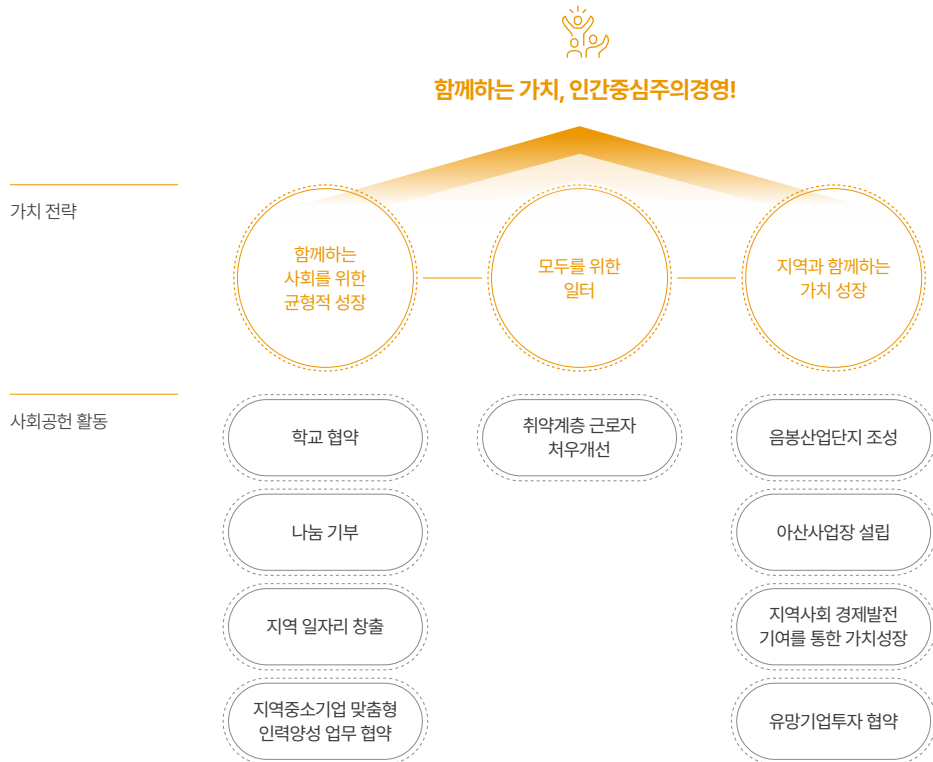 함께하는 가치, 인간중심주의경영!
가치 전략
함께하는
사회를 위한
균형적 성장
모두를 위한
일터
지역과 함께하는
가치 성장
사회공헌 활동
학교 협약
취약계층 근로자
처우개선
음봉산업단지 조성
나눔 기부
아산사업장 설립
지역 일자리 창출
지역사회 경제발전
기여를 통한 가치성장
지역중소기업 맞춤형
인력양성 업무 협약
유망기업투자 협약